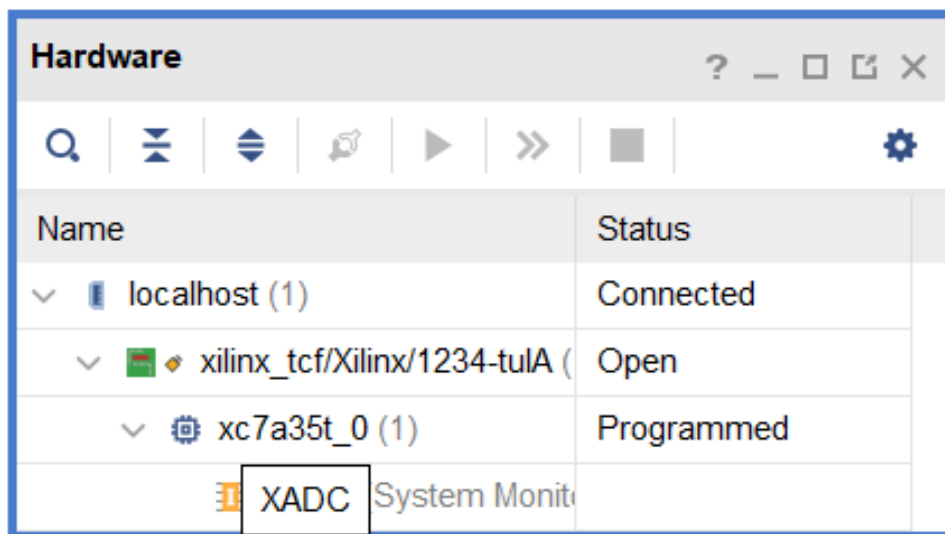 Hardware
?
Name Status
localhost (1) Connected
xilinx_tcf/Xilinx/1234-tulA ( Open
xc7a35t_0 (1) Programmed
XADC (System Monit